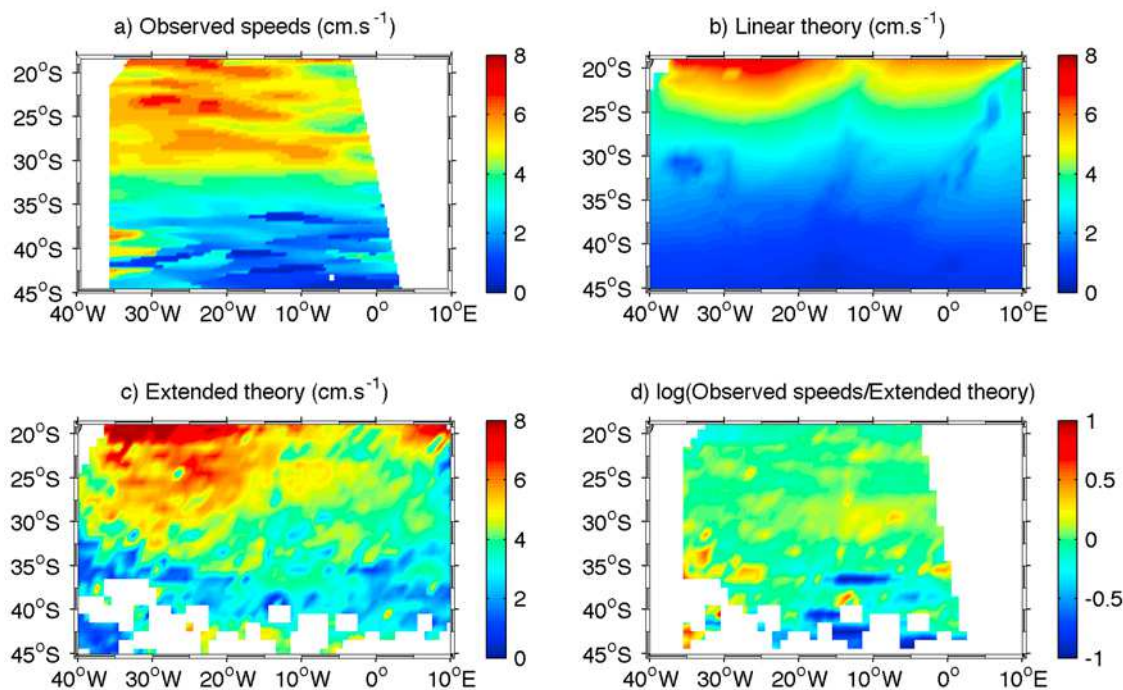 a) Observed speeds (cm.s⁻¹)
b) Linear theory (cm.s⁻¹)
20°S
25°S
30°S
35°S
40°S
45°S
40°W 30°W 20°W 10°W 0° 10°E
8
6
4
2
0
20°S
25°S
30°S
35°S
40°S
45°S
40°W 30°W 20°W 10°W 0° 10°E
8
6
4
2
0
c) Extended theory (cm.s⁻¹)
d) log(Observed speeds/Extended theory)
20°S
25°S
30°S
35°S
40°S
45°S
40°W 30°W 20°W 10°W 0° 10°E
8
6
4
2
0
20°S
25°S
30°S
35°S
40°S
45°S
40°W 30°W 20°W 10°W 0° 10°E
1
0.5
0
-0.5
-1